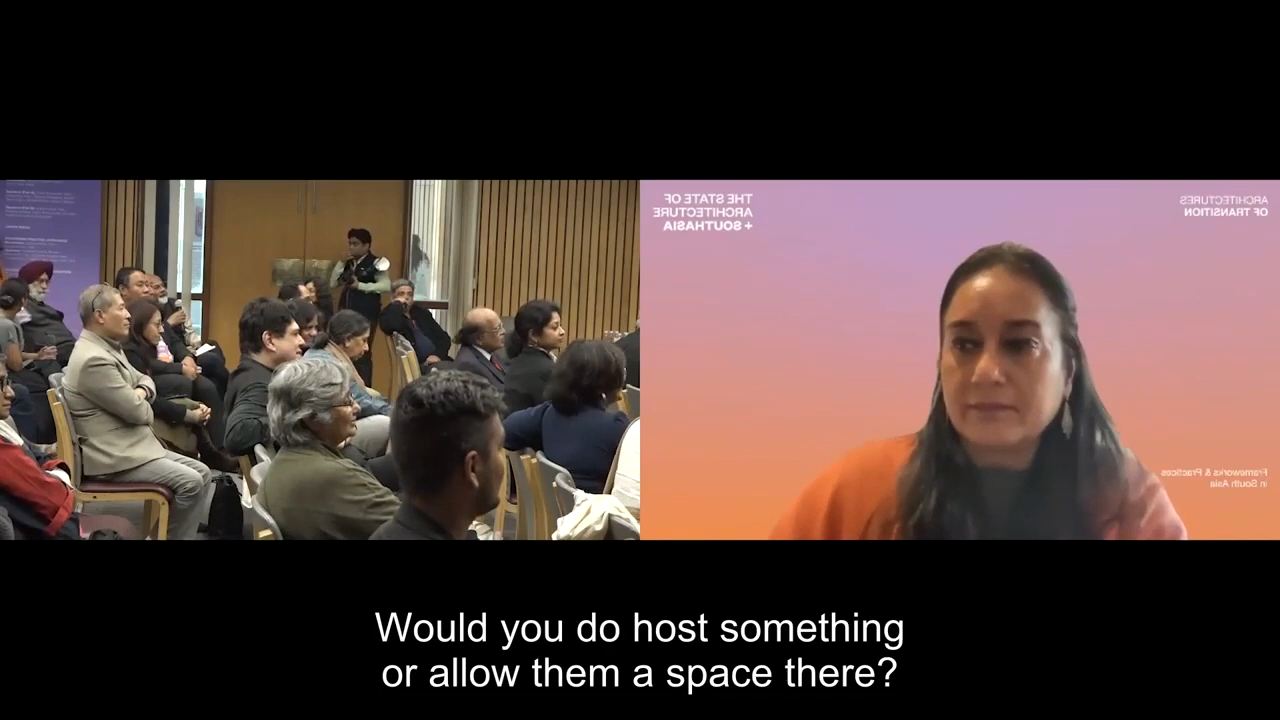 THE STATE OF
ARCHITECTURE
+ SOUTHASIA
ARCHITECTURES
OF TRANSITION
Frameworks & Practices
in South Asia
Would you do host something
or allow them a space there?